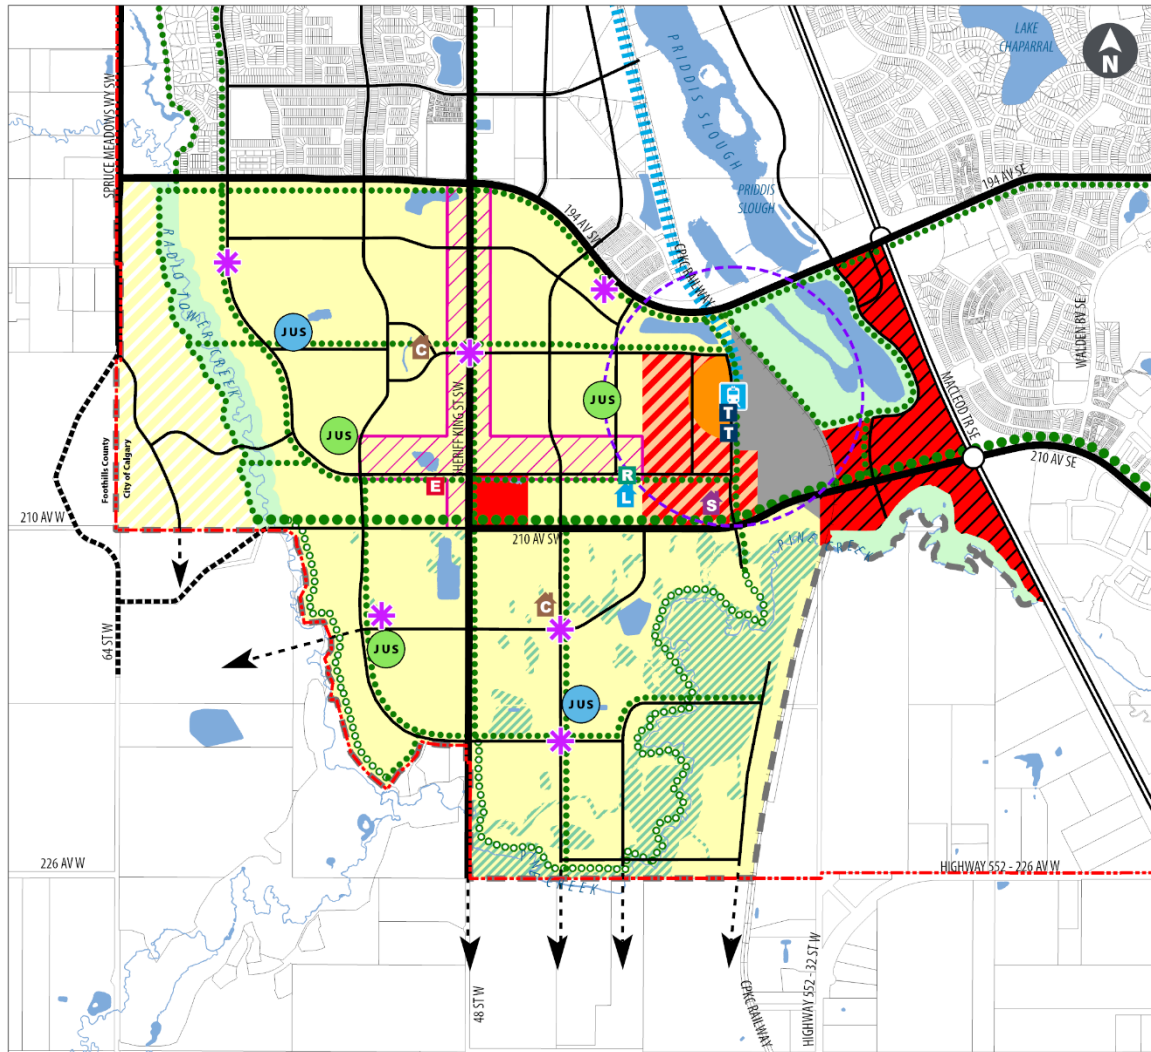 LAKE
CHAPARRAL
N
PRIDDIS SLOUGH
SPRUCE MEADOWS WY SW
PRIDDIS
SLOUGH
194 AV SE
194 AV SW
CPKC RAILWAY
RADIO TOWER CREEK
JUS
C
JUS
WALDEN BV SE
MACLEOD TR SE
T
T
JUS
SHERIFF KING ST SW
210 AV SE
R
E
L
S
Foothills County
City of Calgary
210 AV W
210 AV SW
PINE CREEK
C
64 ST W
JUS
JUS
226 AV W
PINE CREEK
HIGHWAY 552 - 226 AV W
48 ST W
CPKC RAILWAY
HIGHWAY 552 - 32 ST W